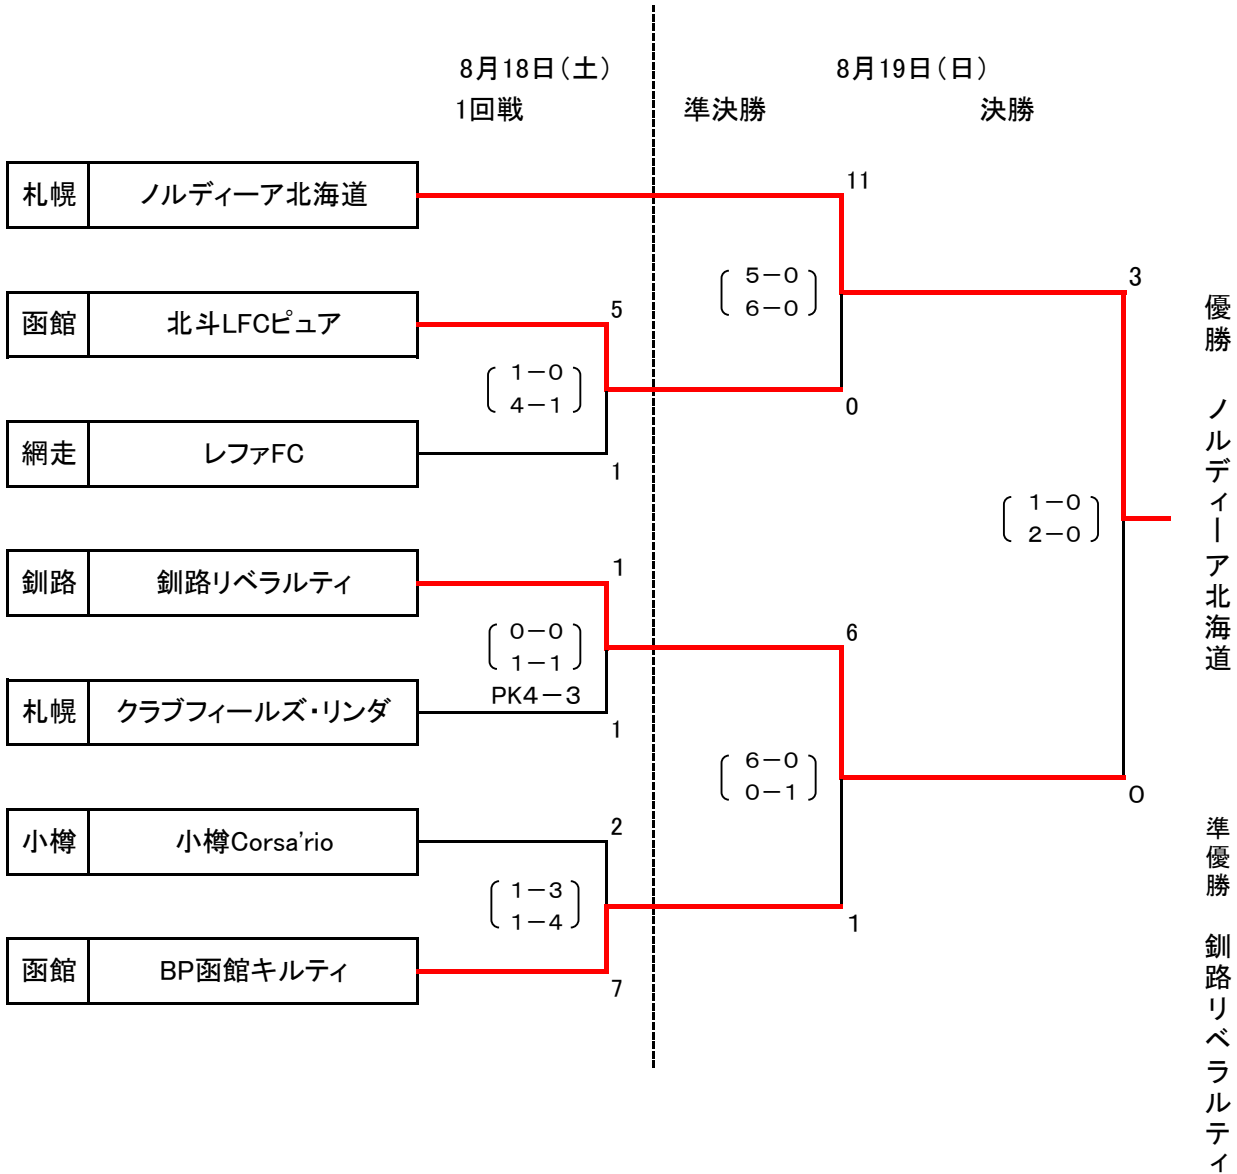 8月18日（土）
8月19日（日）
1回戦
準決勝
決勝
札幌 ノルディーア北海道
11
5－0
6－0
3
函館 北斗LFCピュア
5
1－0
4－1
0
網走 レファFC
1
1－0
2－0
釧路 釧路リベラルティ
1
0－0
1－1
PK4－3
6
札幌 クラブフィールズ・リンダ
1
6－0
0－1
0
小樽 小樽Corsa'rio
2
1－3
1－4
1
函館 BP函館キルティ
7
優勝 ノルディーア北海道
準優勝 釧路リベラルティ